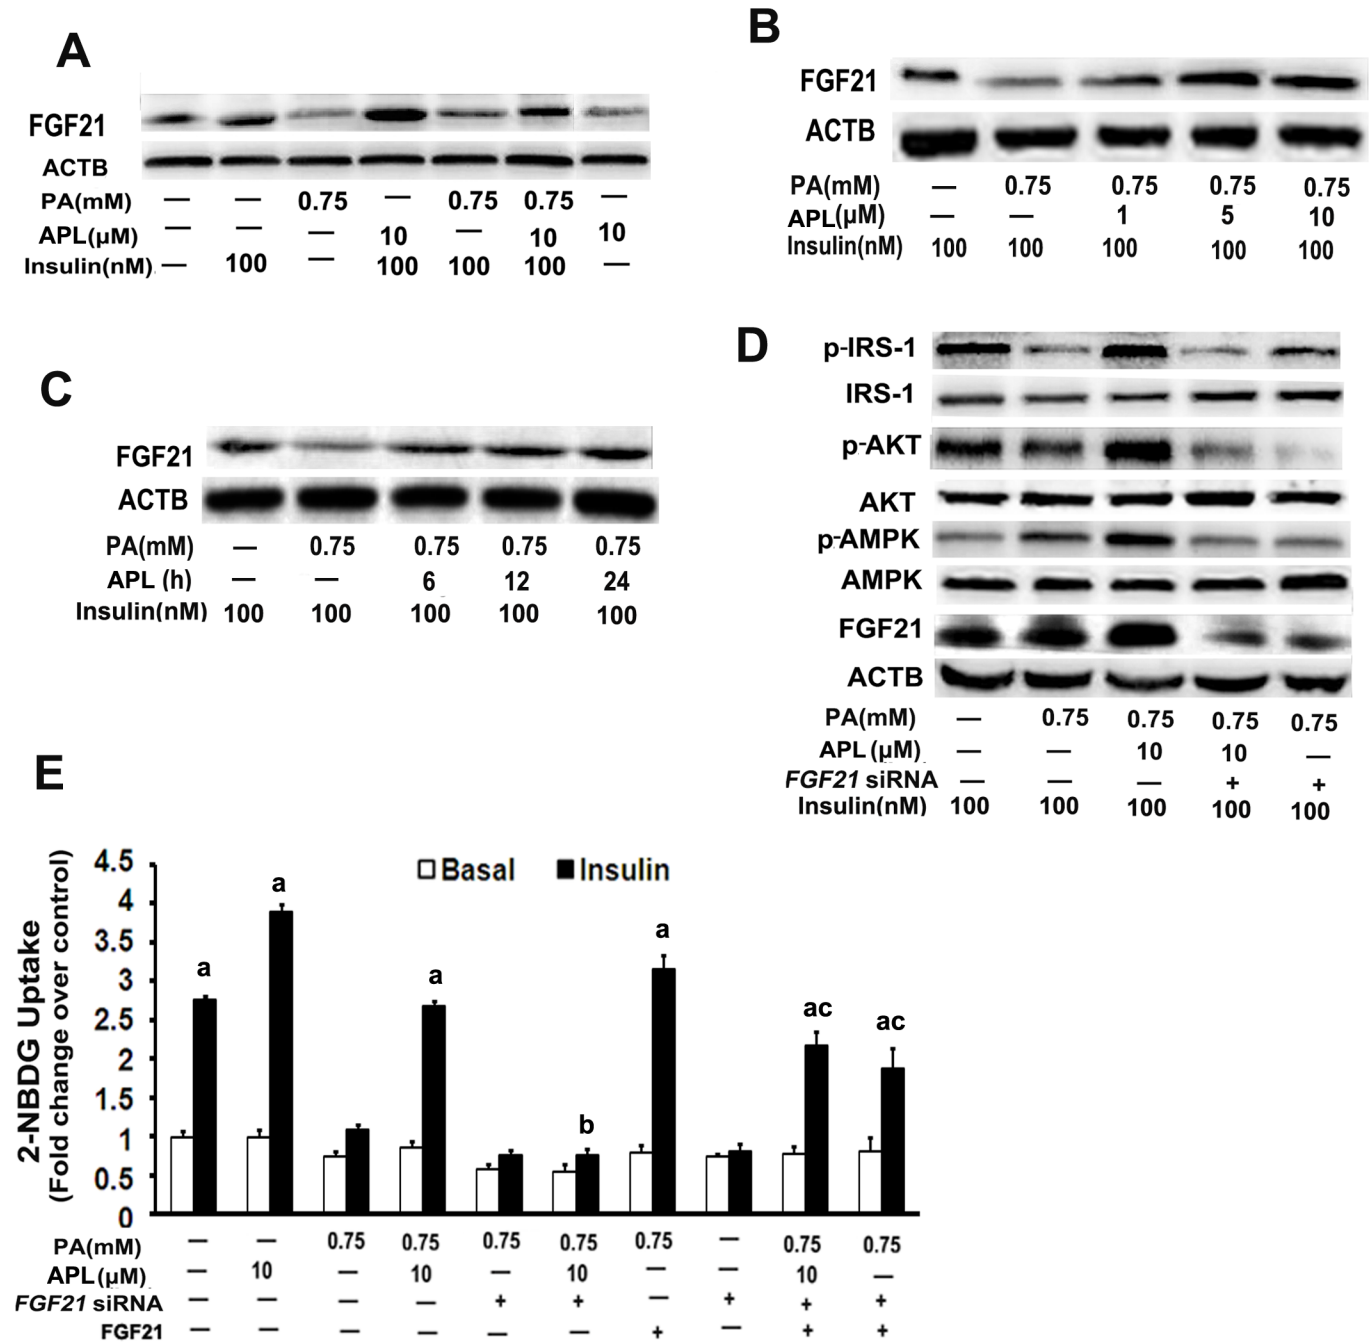 A
FGF21
ACTB
PA(mM) — — 0.75 — 0.75 0.75 —
APL(µM) — — — 10 — 10 10
Insulin(nM) — 100 — 100 100 100 —
B
FGF21
ACTB
PA(mM) — 0.75 0.75 0.75 0.75
APL(µM) — — 1 5 10
Insulin(nM) 100 100 100 100 100
C
FGF21
ACTB
PA(mM) — 0.75 0.75 0.75 0.75
APL (h) — — 6 12 24
Insulin(nM) 100 100 100 100 100
D
p-IRS-1
IRS-1
p-AKT
AKT
p-AMPK
AMPK
FGF21
ACTB
PA(mM) — 0.75 0.75 0.75 0.75
APL (µM) — — 10 10 —
FGF21 siRNA — — — + +
Insulin(nM) 100 100 100 100 100
E
2-NBDG Uptake
(Fold change over control)
Basal Insulin
4.5
4
3.5
3
2.5
2
1.5
1
0.5
0
a a a b a ac ac
PA(mM) — — 0.75 0.75 0.75 0.75 0.75 — 0.75 0.75
APL(µM) — 10 — 10 — 10 — — 10 —
FGF21 siRNA — — — — + + — + + +
FGF21 — — — — — — + — + +